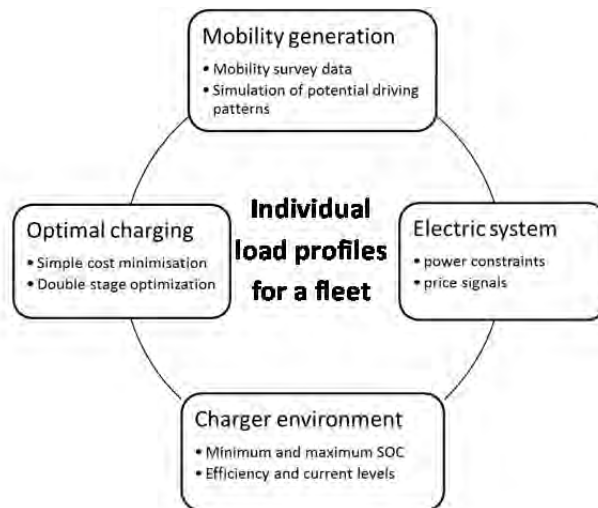 Mobility generation
• Mobility survey data
• Simulation of potential driving
patterns
Individual
load profiles
for a fleet
Optimal charging
• Simple cost minimisation
• Double stage optimization
Electric system
• power constraints
• price signals
Charger environment
• Minimum and maximum SOC
• Efficiency and current levels